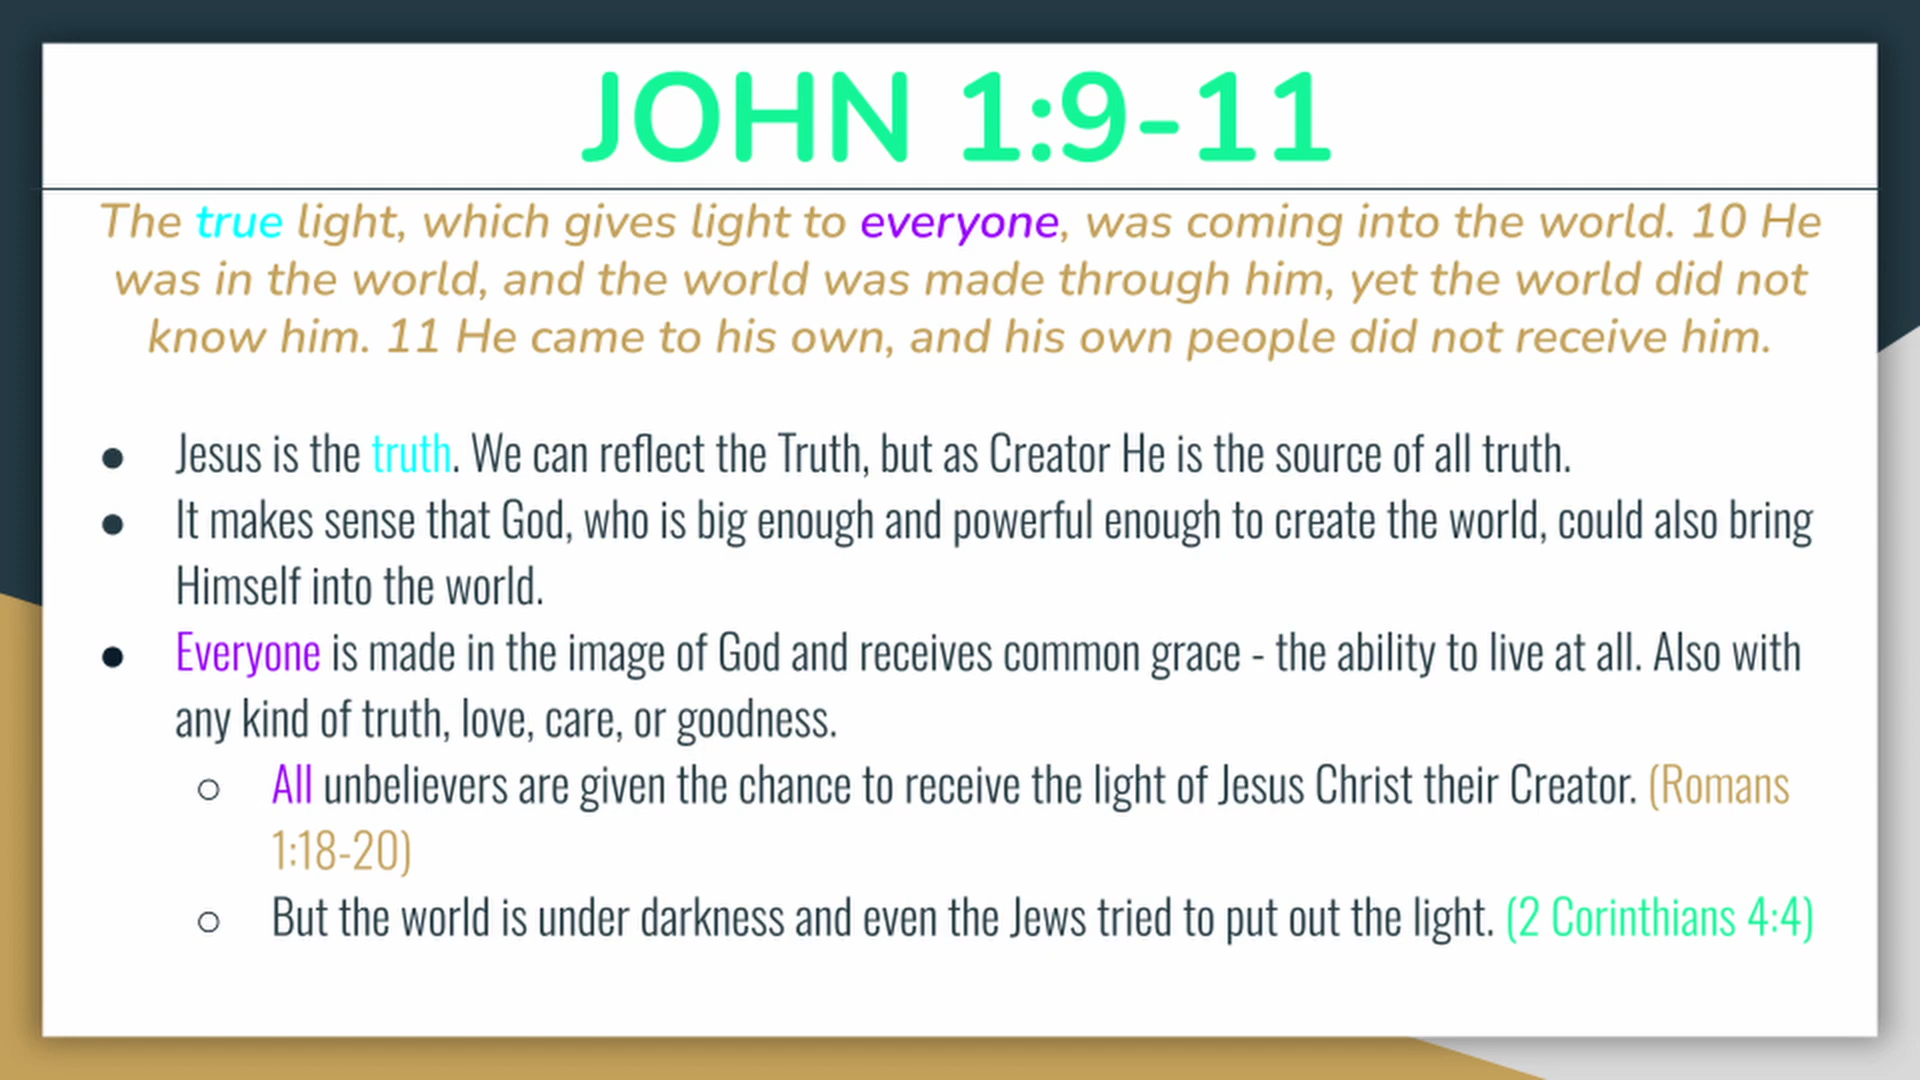 JOHN 1:9-11
The true light, which gives light to everyone, was coming into the world. 10 He
was in the world, and the world was made through him, yet the world did not
know him. 11 He came to his own, and his own people did not receive him.
● Jesus is the truth. We can reflect the Truth, but as Creator He is the source of all truth.
● It makes sense that God, who is big enough and powerful enough to create the world, could also bring
Himself into the world.
● Everyone is made in the image of God and receives common grace - the ability to live at all. Also with
any kind of truth, love, care, or goodness.
○ All unbelievers are given the chance to receive the light of Jesus Christ their Creator. (Romans
1:18-20)
○ But the world is under darkness and even the Jews tried to put out the light. (2 Corinthians 4:4)